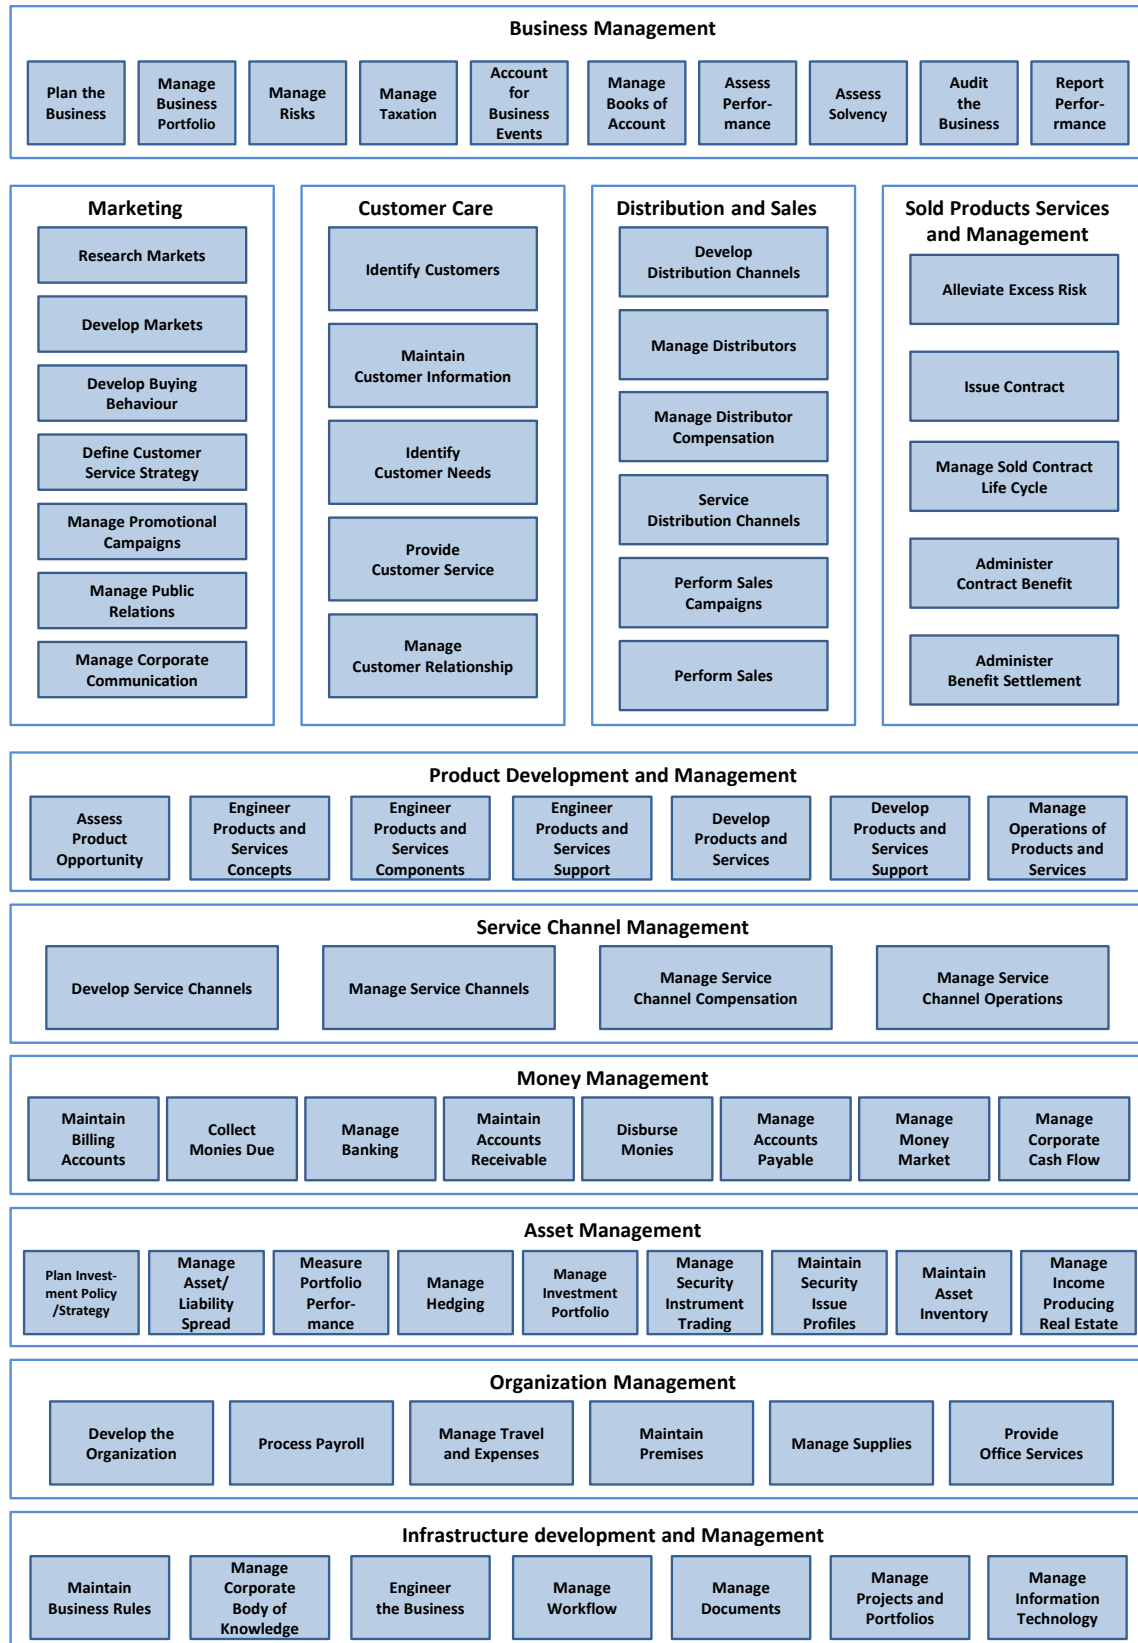 Business Management
Plan the
Business
Manage
Business
Portfolio
Manage
Risks
Manage
Taxation
Account
for
Business
Events
Manage
Books of
Account
Assess
Perfor-
mance
Assess
Solvency
Audit
the
Business
Report
Perfor-
mance
Marketing
Research Markets
Develop Markets
Develop Buying
Behaviour
Define Customer
Service Strategy
Manage Promotional
Campaigns
Manage Public
Relations
Manage Corporate
Communication
Customer Care
Identify Customers
Maintain
Customer Information
Identify
Customer Needs
Provide
Customer Service
Manage
Customer Relationship
Distribution and Sales
Develop
Distribution Channels
Manage Distributors
Manage Distributor
Compensation
Service
Distribution Channels
Perform Sales
Campaigns
Perform Sales
Sold Products Services
and Management
Alleviate Excess Risk
Issue Contract
Manage Sold Contract
Life Cycle
Administer
Contract Benefit
Administer
Benefit Settlement
Product Development and Management
Assess
Product
Opportunity
Engineer
Products and
Services
Concepts
Engineer
Products and
Services
Components
Engineer
Products and
Services
Support
Develop
Products and
Services
Develop
Products and
Services
Support
Manage
Operations of
Products and
Services
Service Channel Management
Develop Service Channels
Manage Service Channels
Manage Service
Channel Compensation
Manage Service
Channel Operations
Money Management
Maintain
Billing
Accounts
Collect
Monies Due
Manage
Banking
Maintain
Accounts
Receivable
Disburse
Monies
Manage
Accounts
Payable
Manage
Money
Market
Manage
Corporate
Cash Flow
Asset Management
Plan Invest-
ment Policy
/Strategy
Manage
Asset/
Liability
Spread
Measure
Portfolio
Perfor-
mance
Manage
Hedging
Manage
Investment
Portfolio
Manage
Security
Instrument
Trading
Maintain
Security
Issue
Profiles
Maintain
Asset
Inventory
Manage
Income
Producing
Real Estate
Organization Management
Develop the
Organization
Process Payroll
Manage Travel
and Expenses
Maintain
Premises
Manage Supplies
Provide
Office Services
Infrastructure development and Management
Maintain
Business Rules
Manage
Corporate
Body of
Knowledge
Engineer
the Business
Manage
Workflow
Manage
Documents
Manage
Projects and
Portfolios
Manage
Information
Technology